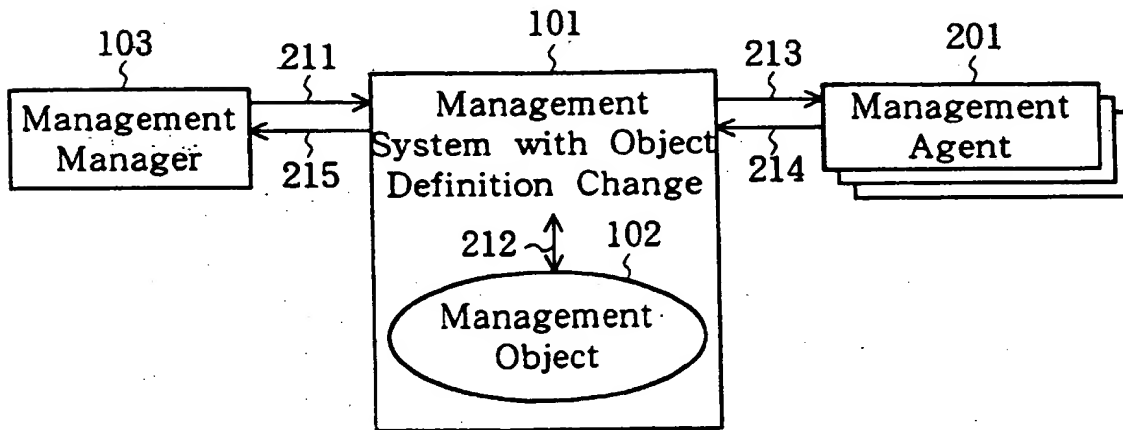 103
211
101
213
201
Management
Manager
215
Management
System with Object
Definition Change
214
Management
Agent
212
102
Management
Object